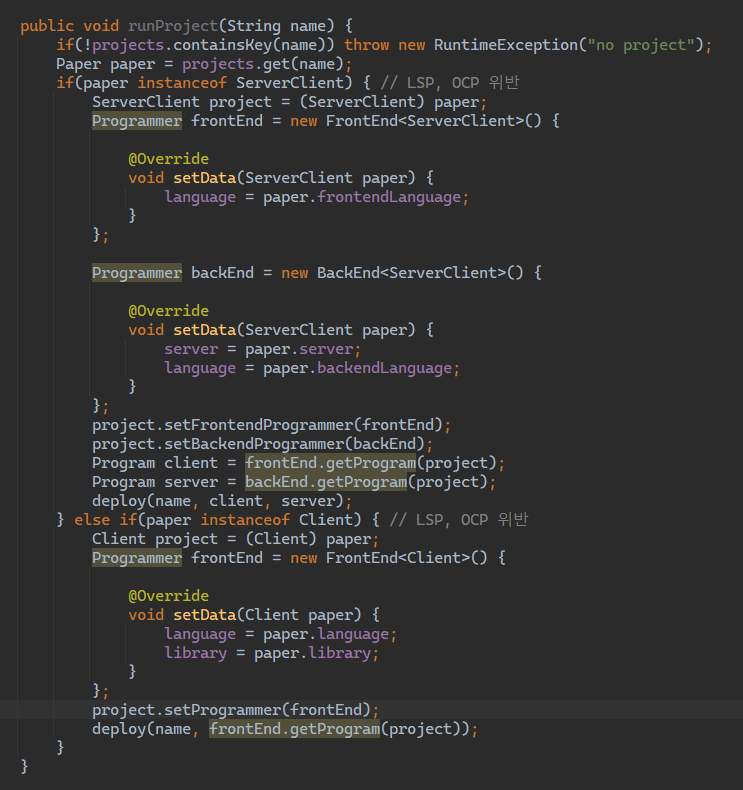 public void runProject(String name) {
    if(!projects.containsKey(name)) throw new RuntimeException("no project");
    Paper paper = projects.get(name);
    if(paper instanceof ServerClient) { // LSP, OCP 위반
        ServerClient project = (ServerClient) paper;
        Programmer frontEnd = new FrontEnd<ServerClient>() {

            @Override
            void setData(ServerClient paper) {
                language = paper.frontendLanguage;
            }
        };

        Programmer backEnd = new BackEnd<ServerClient>() {

            @Override
            void setData(ServerClient paper) {
                server = paper.server;
                language = paper.backendLanguage;
            }
        };
        project.setFrontendProgrammer(frontEnd);
        project.setBackendProgrammer(backEnd);
        Program client = frontEnd.getProgram(project);
        Program server = backEnd.getProgram(project);
        deploy(name, client, server);
    } else if(paper instanceof Client) { // LSP, OCP 위반
        Client project = (Client) paper;
        Programmer frontEnd = new FrontEnd<Client>() {

            @Override
            void setData(Client paper) {
                language = paper.language;
                library = paper.library;
            }
        };
        project.setProgrammer(frontEnd);
        deploy(name, frontEnd.getProgram(project));
    }
}